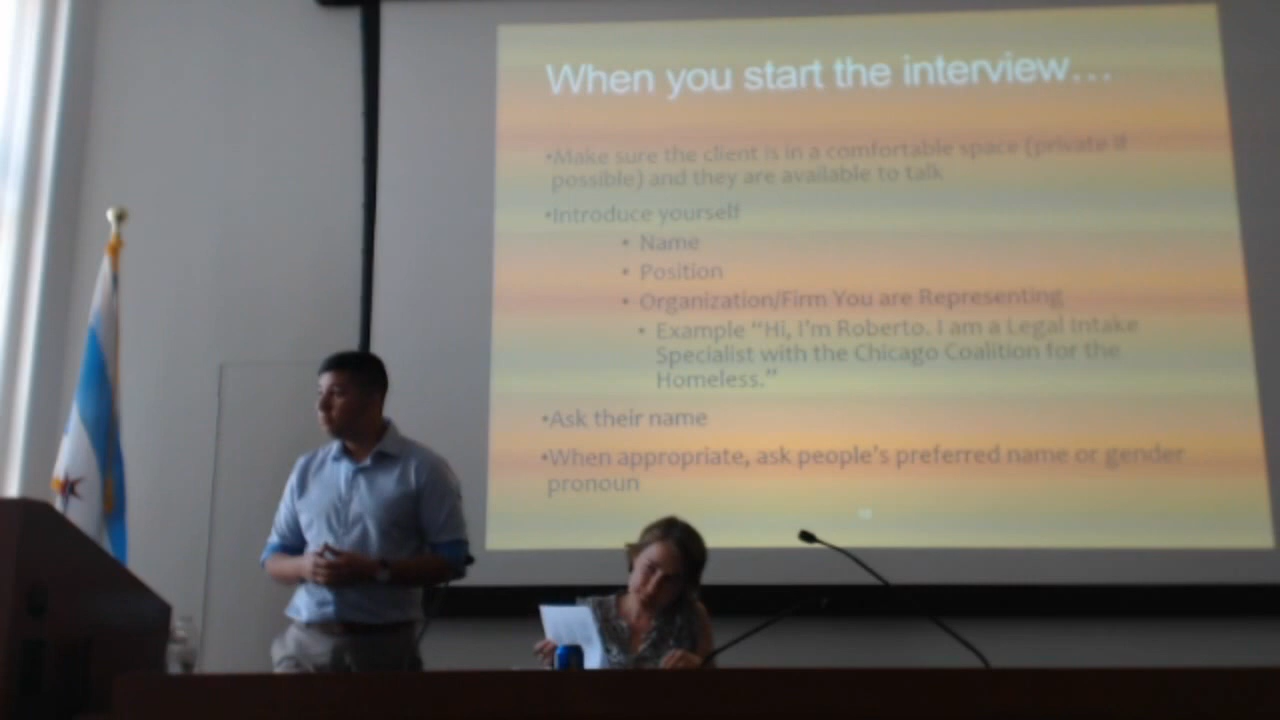 When you start the interview...
•Make sure the client is in a comfortable space (private if
possible) and they are available to talk
•Introduce yourself
• Name
• Position
• Organization/Firm You are Representing
• Example “Hi, I’m Roberto. I am a Legal Intake
Specialist with the Chicago Coalition for the
Homeless.”
•Ask their name
•When appropriate, ask people’s preferred name or gender
pronoun